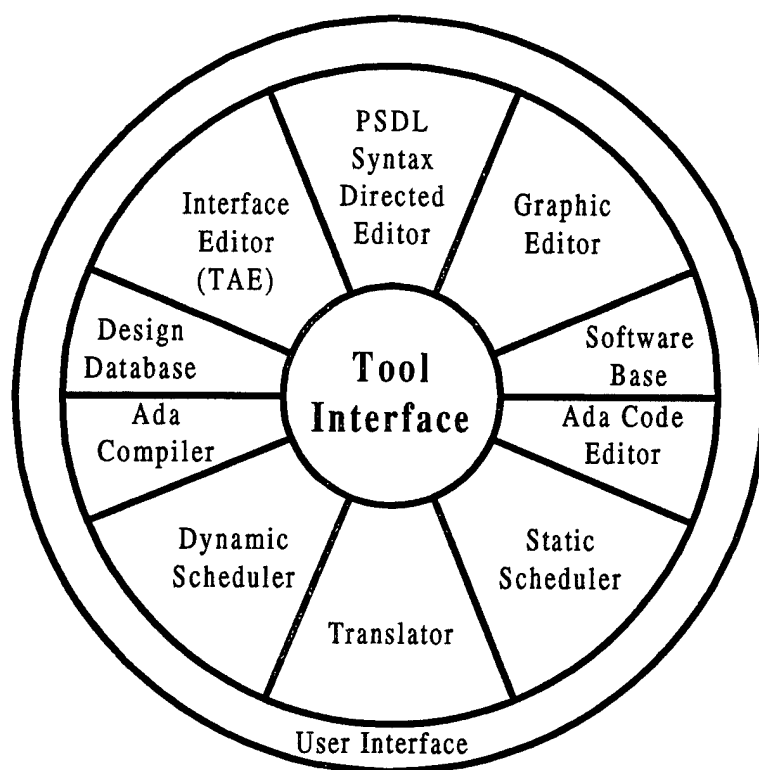 PSDL
Syntax
Directed
Editor
Graphic
Editor
Interface
Editor
(TAE)
Software
Base
Design
Database
Tool
Interface
Ada Code
Editor
Ada
Compiler
Static
Scheduler
Dynamic
Scheduler
Translator
User Interface